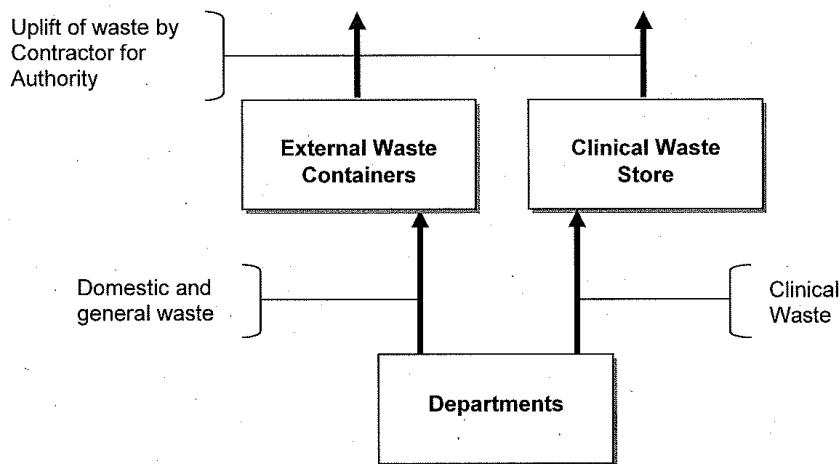 Uplift of waste by
Contractor for
Authority
External Waste
Containers
Clinical Waste
Store
Domestic and
general waste
Clinical
Waste
Departments